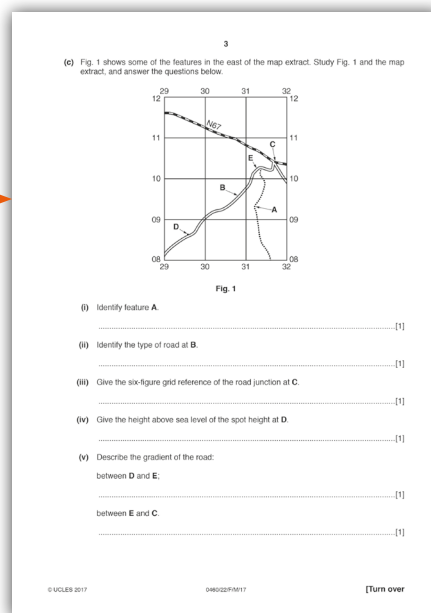 3
(c) Fig. 1 shows some of the features in the east of the map extract. Study Fig. 1 and the map
extract, and answer the questions below.
29 30 31 32
12 12
N67
11 11
C
E
10 10
B
A
09 09
D
08 08
29 30 31 32
Fig. 1
(i) Identify feature A.
[1]
(ii) Identify the type of road at B.
[1]
(iii) Give the six-figure grid reference of the road junction at C.
[1]
(iv) Give the height above sea level of the spot height at D.
[1]
(v) Describe the gradient of the road:
between D and E;
[1]
between E and C.
[1]
© UCLES 2017 0460/22/F/M/17 [Turn over